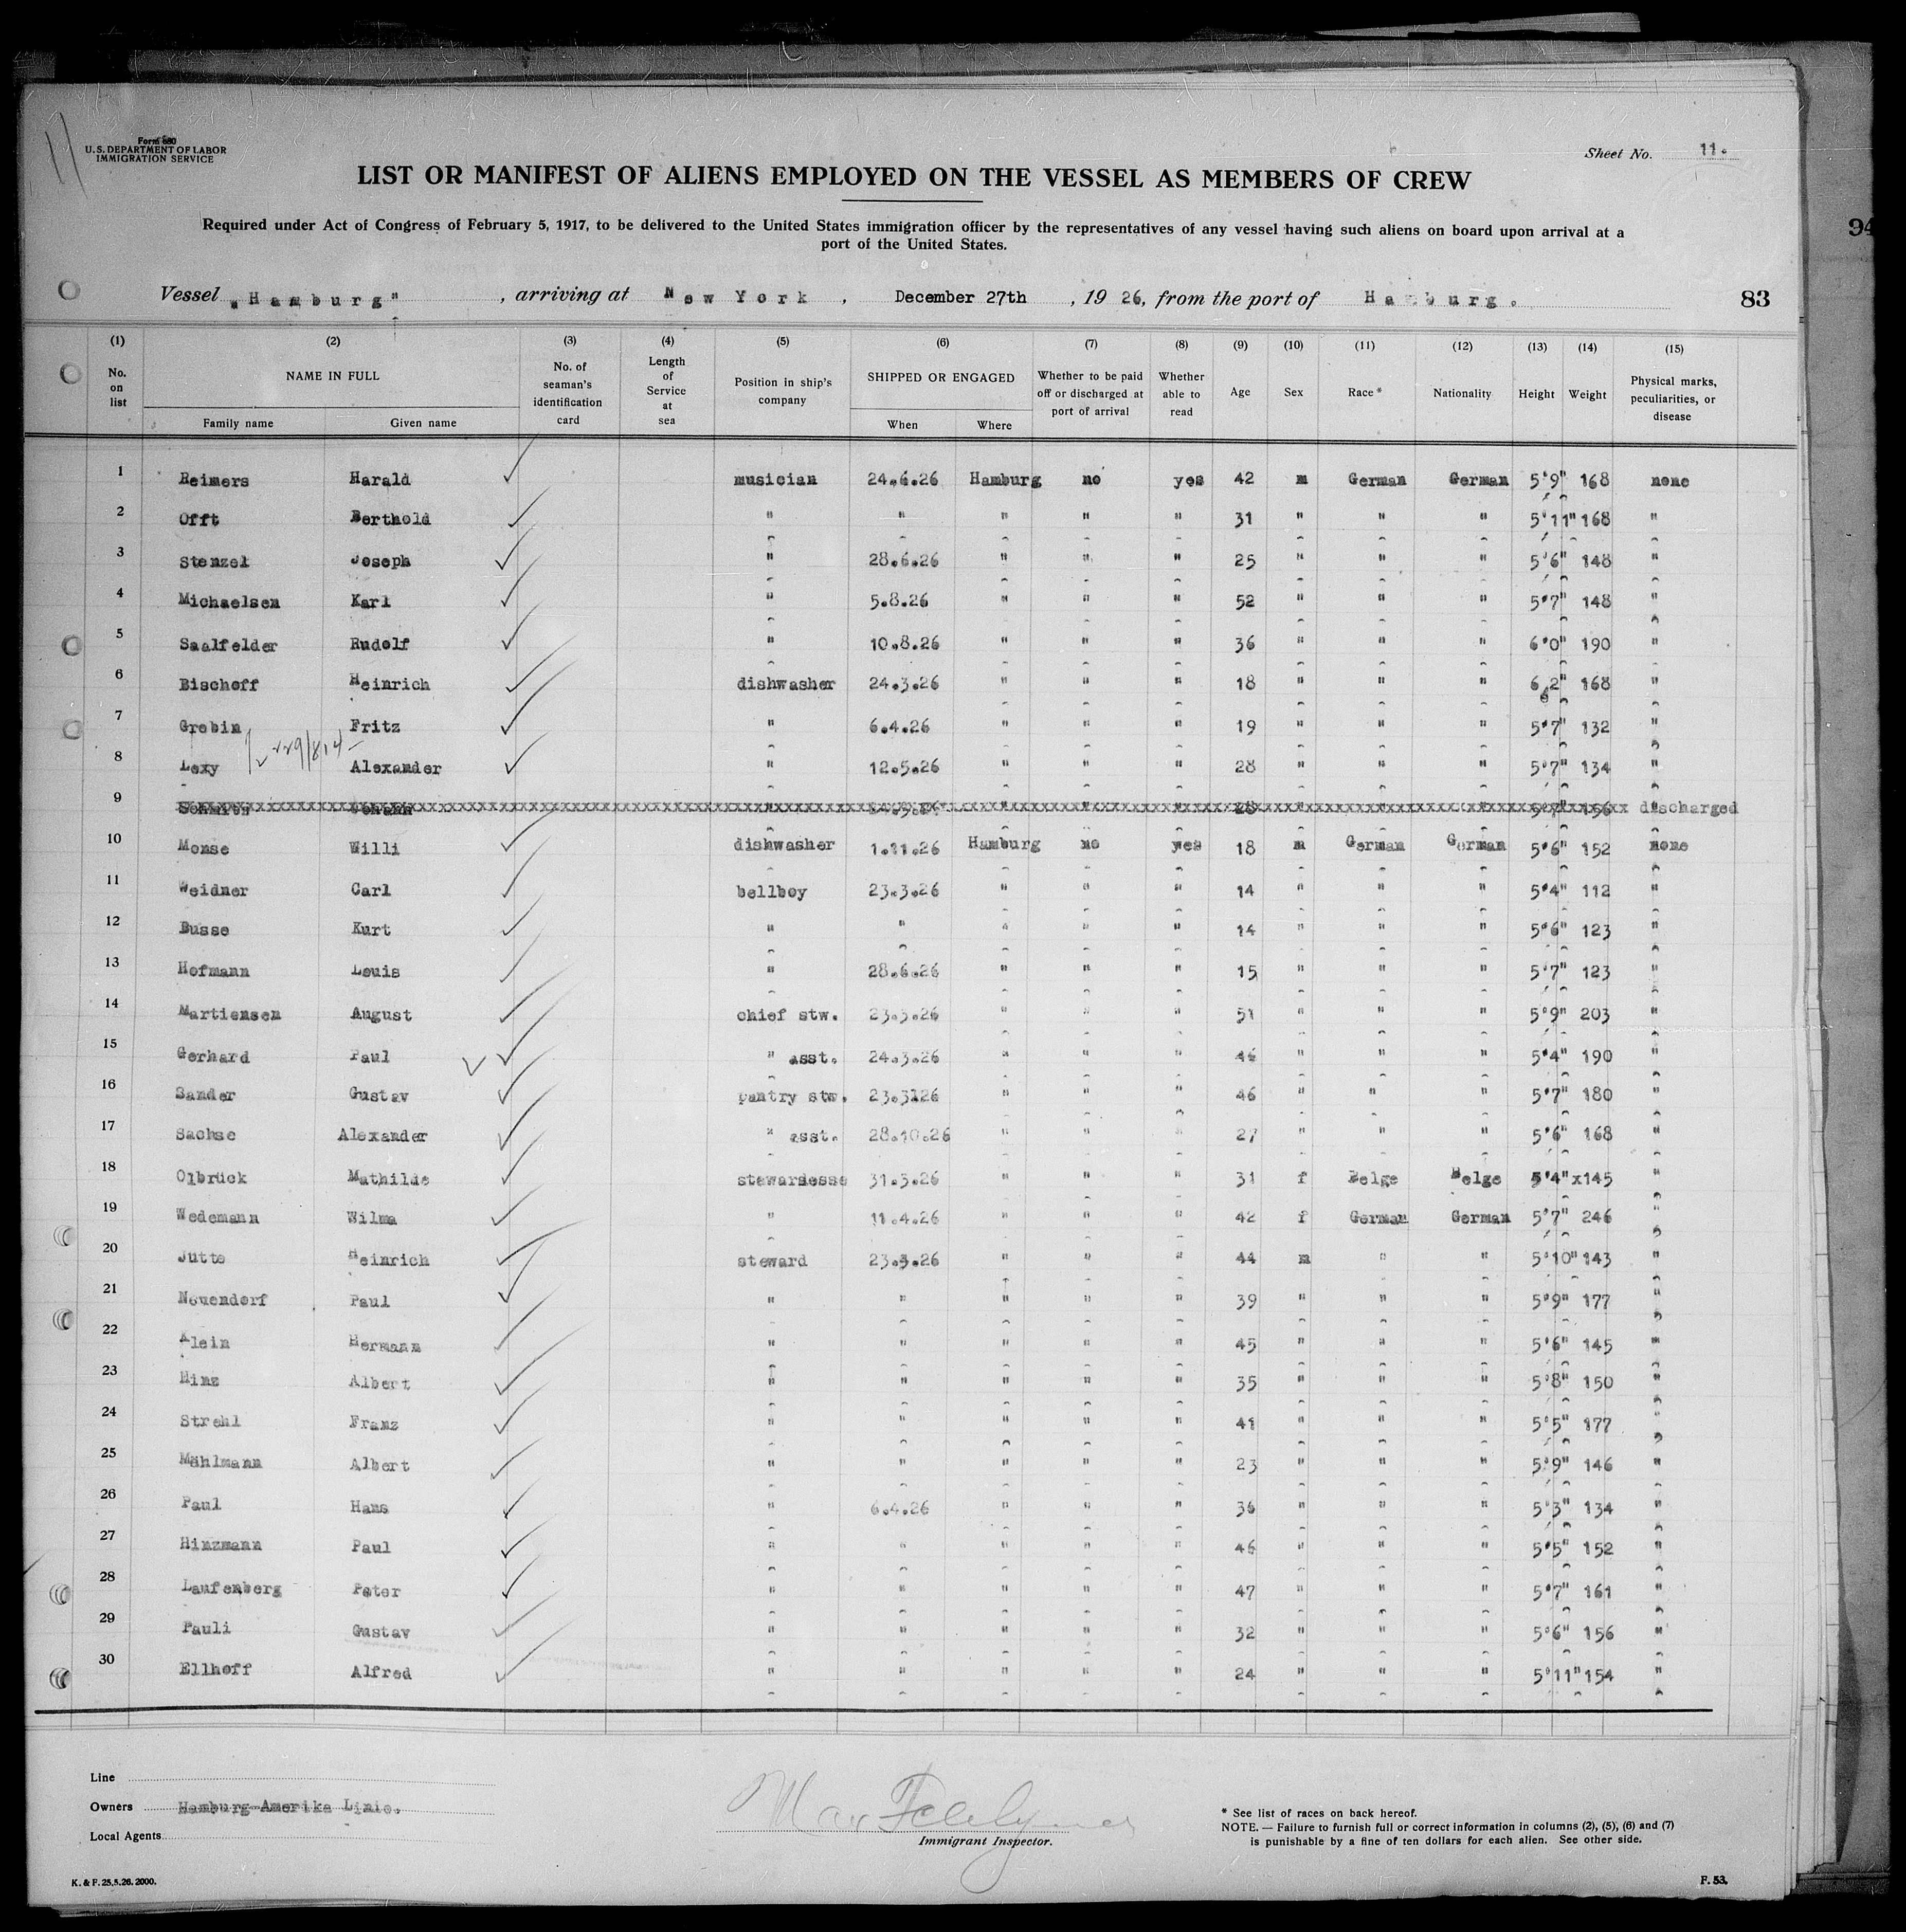 11
Form 680
U.S. DEPARTMENT OF LABOR
IMMIGRATION SERVICE
Sheet No. 11.
LIST OR MANIFEST OF ALIENS EMPLOYED ON THE VESSEL AS MEMBERS OF CREW
Required under Act of Congress of February 5, 1917, to be delivered to the United States immigration officer by the representatives of any vessel having such aliens on board upon arrival at a
port of the United States.
94
Vessel „Hamburg", arriving at New York, December 27th, 1926, from the port of Hamburg. 83
(1) (2) (3) (4) (5) (6) (7) (8) (9) (10) (11) (12) (13) (14) (15)
No. on list NAME IN FULL Family name Given name No. of seaman's identification card Length of Service at sea Position in ship's company SHIPPED OR ENGAGED When Where Whether to be paid off or discharged at port of arrival Whether able to read Age Sex Race* Nationality Height Weight Physical marks, peculiarities, or disease
1 Reimers Harald musician 24.6.26 Hamburg no yes 42 m German German 5'9" 168 none
2 Offt Berthold " " " " " 31 " " " 5'11" 168 "
3 Stenzel Joseph " 28.6.26 " " " 25 " " " 5'6" 148 "
4 Michaelsen Karl " 5.8.26 " " " 52 " " " 5'7" 148 "
5 Saalfelder Rudolf " 10.8.26 " " " 36 " " " 6'0" 190 "
6 Bischoff Heinrich dishwasher 24.3.26 " " " 18 " " " 6,2" 168 "
7 Grebin Fritz " 6.4.26 " " " 19 " " " 5'7" 132 "
8 Lexy Alexander " 12.5.26 " " " 28 " " " 5'7" 134 "
9 Johann " " " " 28 " " " 5'7" 156 discharged
10 Monse Willi dishwasher 1.11.26 Hamburg no yes 18 m German German 5'6" 152 none
11 Weidner Carl bellboy 23.3.26 " " " 14 " " " 5'4" 112 "
12 Busse Kurt " " " " " 14 " " " 5'6" 123 "
13 Hofmann Louis " 28.6.26 " " " 15 " " " 5'7" 123 "
14 Martiensen August chief stw. 23.3.26 " " " 51 " " " 5'9" 203 "
15 Gerhard Paul " asst. 24.3.26 " " " 46 " " " 5'4" 190 "
16 Sander Gustav pantry stw. 23.3126 " " " 46 " " " 5'7" 180 "
17 Sachse Alexander " asst. 28.10.26 " " " 27 " " " 5'6" 168 "
18 Olbrück Mathilde stewardesse 31.3.26 " " " 31 f Belge Belge 5'4"x145 "
19 Wedemann Wilma " 11.4.26 " " " 42 f German German 5'7" 246 "
20 Jutte Heinrich steward 23.3.26 " " " 44 m " " 5'10" 143 "
21 Neuendorf Paul " " " " " 39 " " " 5'9" 177 "
22 Klein Hermann " " " " " 45 " " " 5'6" 145 "
23 Hinz Albert " " " " " 35 " " " 5'8" 150 "
24 Strehl Franz " " " " " 41 " " " 5'5" 177 "
25 Mählmann Albert " " " " " 23 " " " 5'9" 146 "
26 Paul Hans " 6.4.26 " " " 36 " " " 5'3" 134 "
27 Hinzmann Paul " " " " " 46 " " " 5'5" 152 "
28 Laufenberg Peter " " " " " 47 " " " 5'7" 161 "
29 Pauli Gustav " " " " " 32 " " " 5'6" 156 "
30 Ellhoff Alfred " " " " " 24 " " " 5'11" 154 "
Line
Owners Hamburg-Amerika Linie.
Local Agents
Max
Immigrant Inspector.
* See list of races on back hereof.
NOTE. — Failure to furnish full or correct information in columns (2), (5), (6) and (7)
is punishable by a fine of ten dollars for each alien. See other side.
K. & F. 25.5.26. 2000.
F. 53.